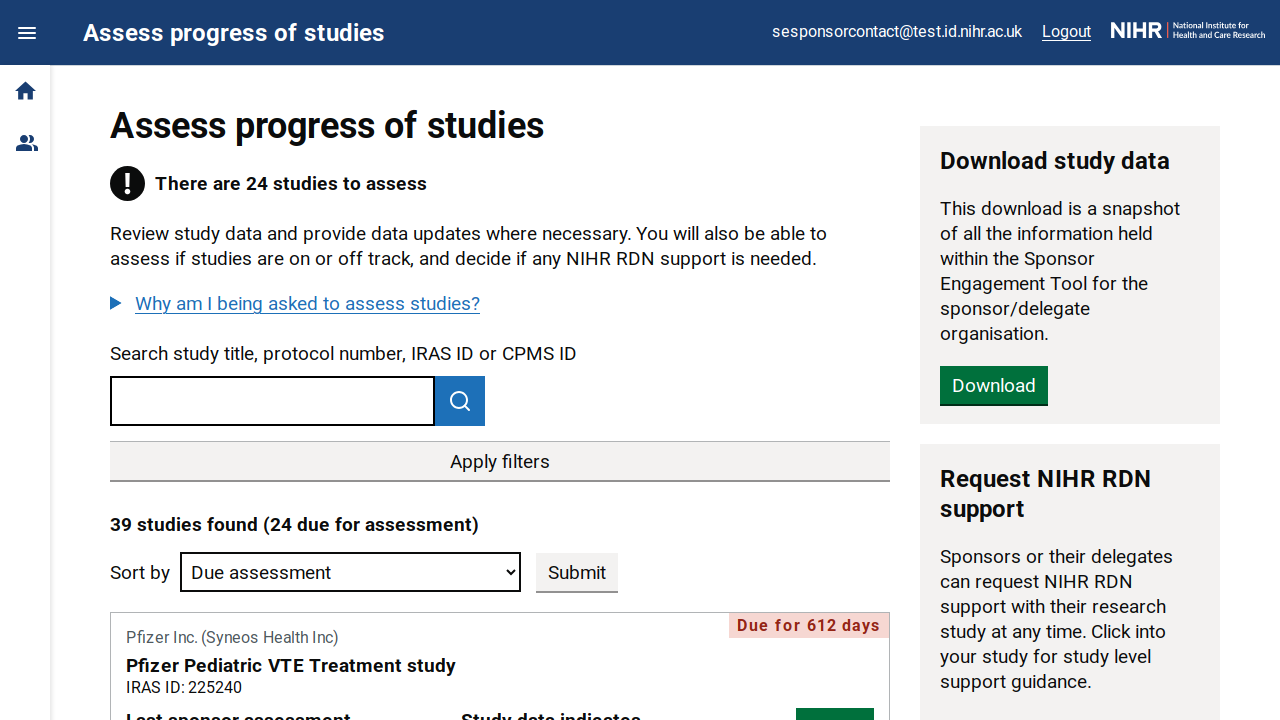 Assess progress of studies
sesponsorcontact@test.id.nihr.ac.uk
Logout
NIHR
National Institute for
Health and Care Research
Assess progress of studies
There are 24 studies to assess
Review study data and provide data updates where necessary. You will also be able to
assess if studies are on or off track, and decide if any NIHR RDN support is needed.
Why am I being asked to assess studies?
Search study title, protocol number, IRAS ID or CPMS ID
Apply filters
39 studies found (24 due for assessment)
Sort by
Due assessment
Submit
Due for 612 days
Pfizer Inc. (Syneos Health Inc)
Pfizer Pediatric VTE Treatment study
IRAS ID: 225240
Last sponsor assessment
Study data indicates
Download study data
This download is a snapshot
of all the information held
within the Sponsor
Engagement Tool for the
sponsor/delegate
organisation.
Download
Request NIHR RDN
support
Sponsors or their delegates
can request NIHR RDN
support with their research
study at any time. Click into
your study for study level
support guidance.